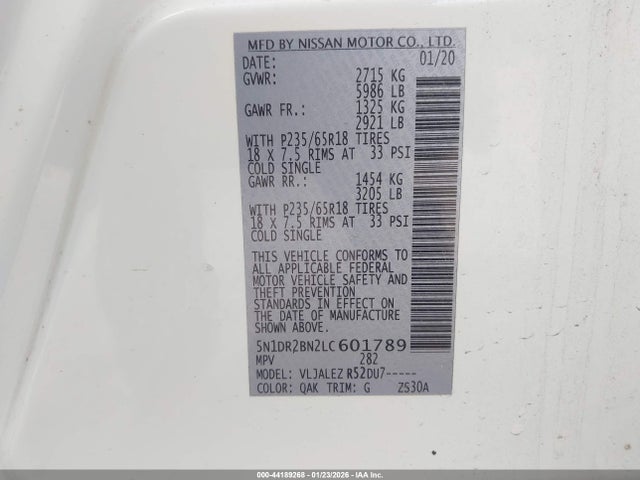 MFD BY NISSAN MOTOR CO., LTD.
DATE: 01/20
GVWR: 2715 KG
5986 LB
GAWR FR.: 1325 KG
2921 LB
WITH P235/65R18 TIRES
18 X 7.5 RIMS AT 33 PSI
COLD SINGLE
GAWR RR.: 1454 KG
3205 LB
WITH P235/65R18 TIRES
18 X 7.5 RIMS AT 33 PSI
COLD SINGLE
THIS VEHICLE CONFORMS TO
ALL APPLICABLE FEDERAL
MOTOR VEHICLE SAFETY AND
THEFT PREVENTION
STANDARDS IN EFFECT ON
THE DATE OF MANUFACTURE
SHOWN ABOVE.
5N1DR2BN2LC601789
MPV 282
MODEL: VLJALEZ R52DU7-----
COLOR: QAK TRIM: G ZS30A
000-44189268 - 01/23/2026 - IAA, Inc.